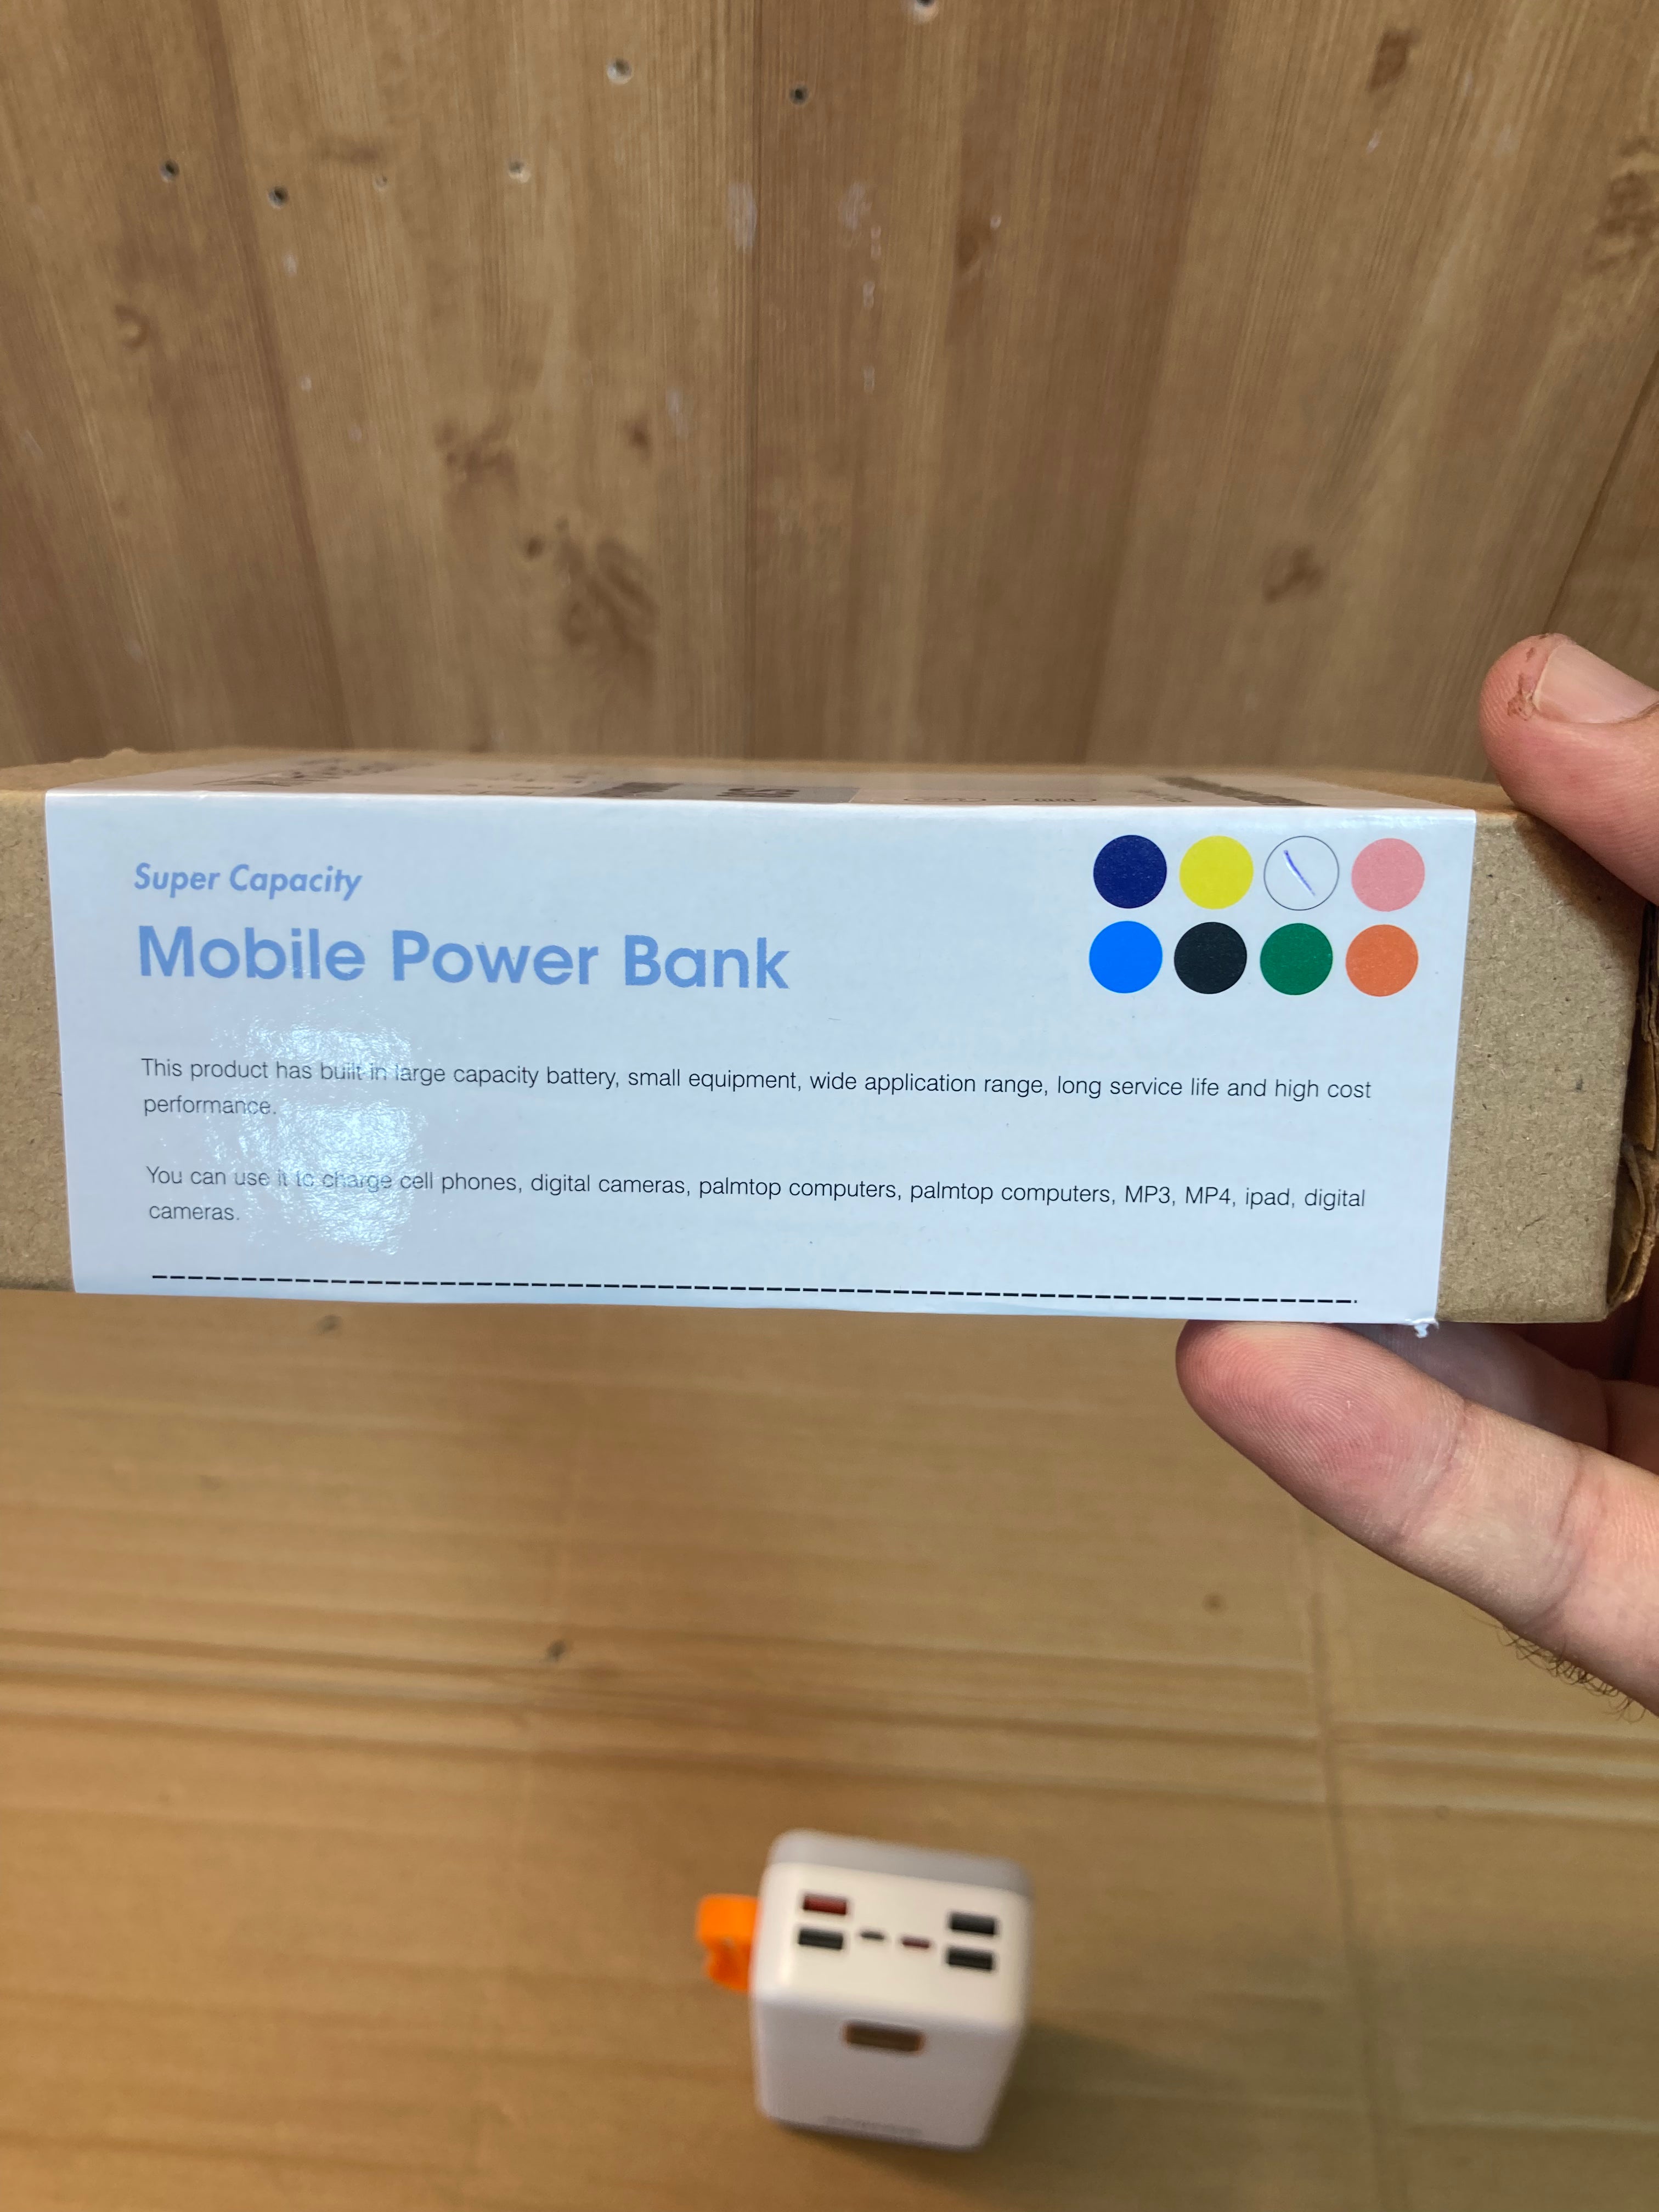 Super Capacity
Mobile Power Bank
This product has built in large capacity battery, small equipment, wide application range, long service life and high cost
performance.
You can use it to charge cell phones, digital cameras, palmtop computers, palmtop computers, MP3, MP4, ipad, digital
cameras.